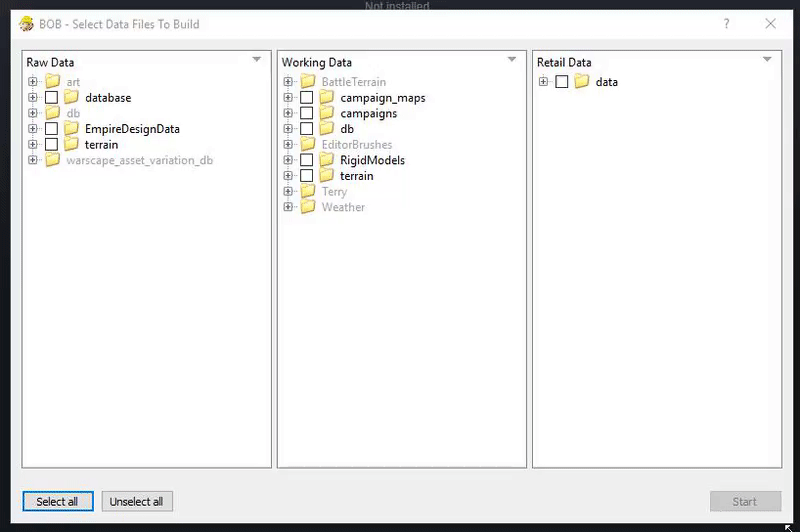 Not installed
BOB - Select Data Files To Build
?
Raw Data
art
database
db
EmpireDesignData
terrain
warscape_asset_variation_db
Working Data
BattleTerrain
campaign_maps
campaigns
db
EditorBrushes
RigidModels
terrain
Terry
Weather
Retail Data
data
Select all
Unselect all
Start